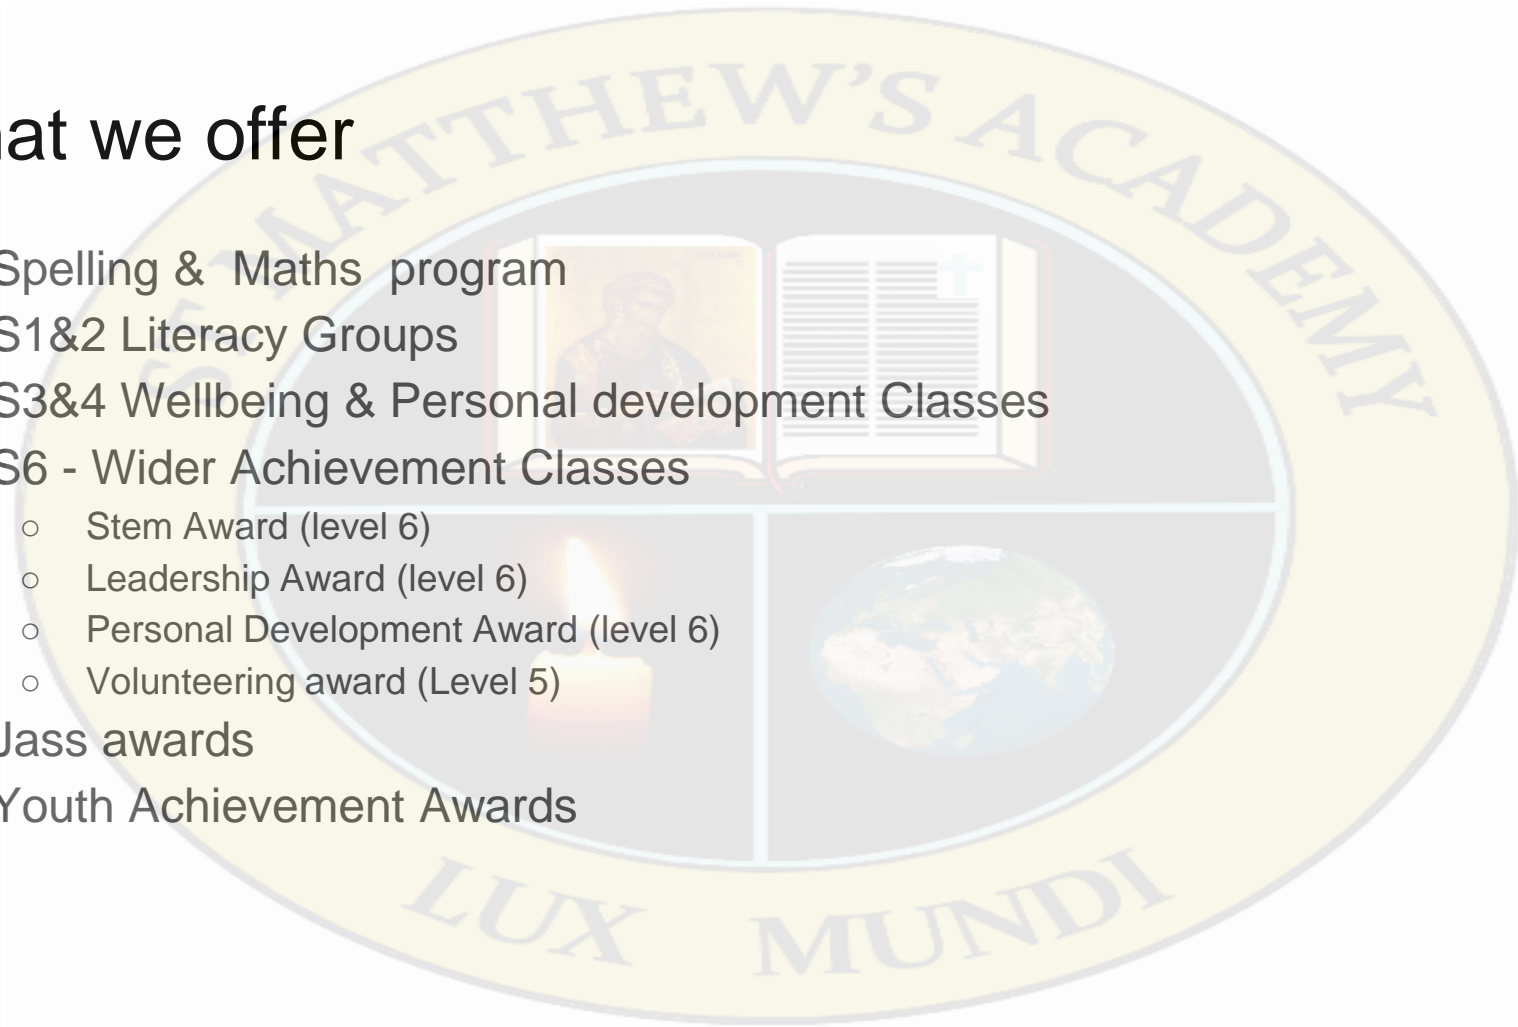 ST MATTHEW'S ACADEMY
at we offer
Spelling & Maths program
S1&2 Literacy Groups
S3&4 Wellbeing & Personal development Classes
S6 - Wider Achievement Classes
○ Stem Award (level 6)
○ Leadership Award (level 6)
○ Personal Development Award (level 6)
○ Volunteering award (Level 5)
Jass awards
Youth Achievement Awards
LUX MUNDI